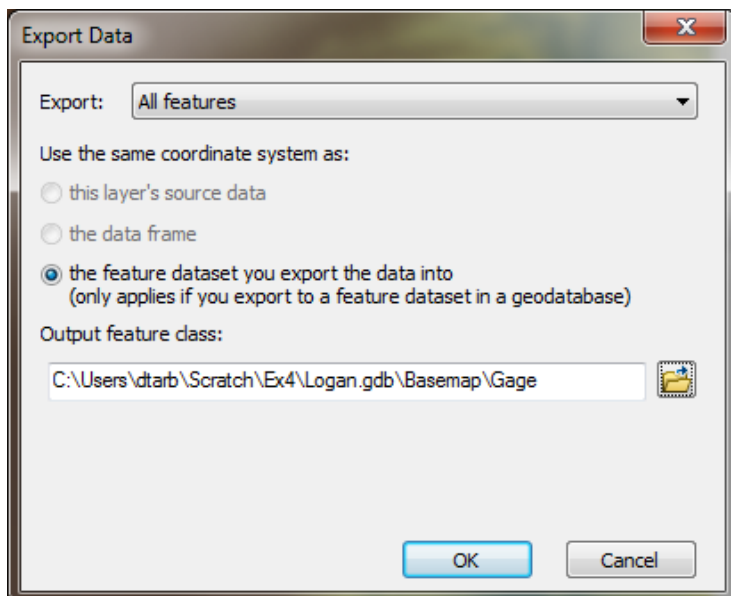 Export Data
Export: All features
Use the same coordinate system as:
this layer's source data
the data frame
the feature dataset you export the data into
(only applies if you export to a feature dataset in a geodatabase)
Output feature class:
C:\Users\dtarb\Scratch\Ex4\Logan.gdb\Basemap\Gage
OK Cancel